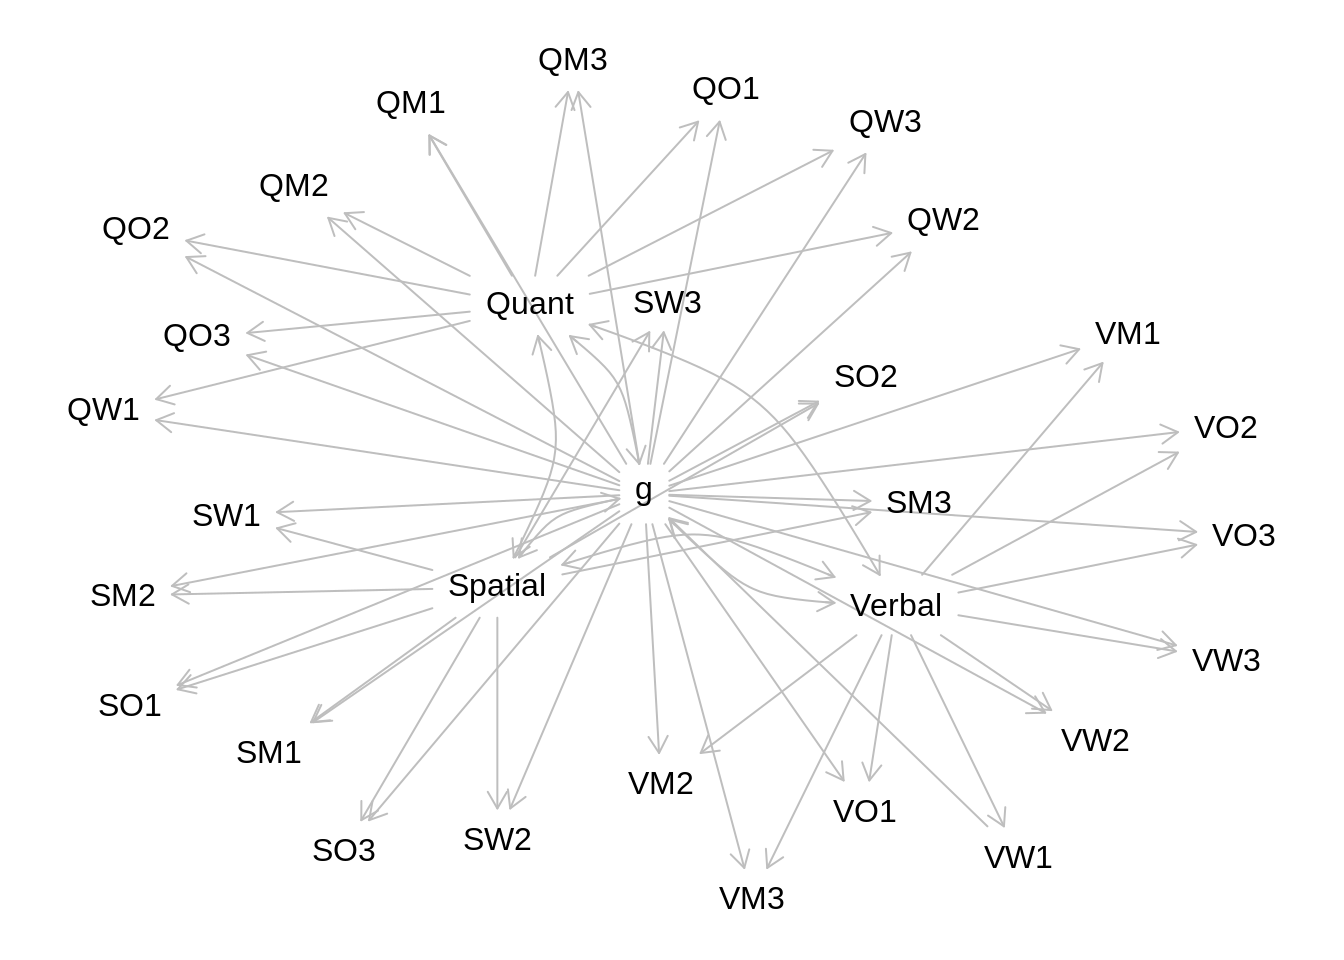 QM3
QO1
QM1
QW3
QM2
QW2
QO2
Quant
SW3
QO3
VM1
SO2
QW1
VO2
g
SM3
SW1
VO3
Spatial
SM2
Verbal
VW3
SO1
VW2
SM1
VM2
VO1
SW2
SO3
VW1
VM3